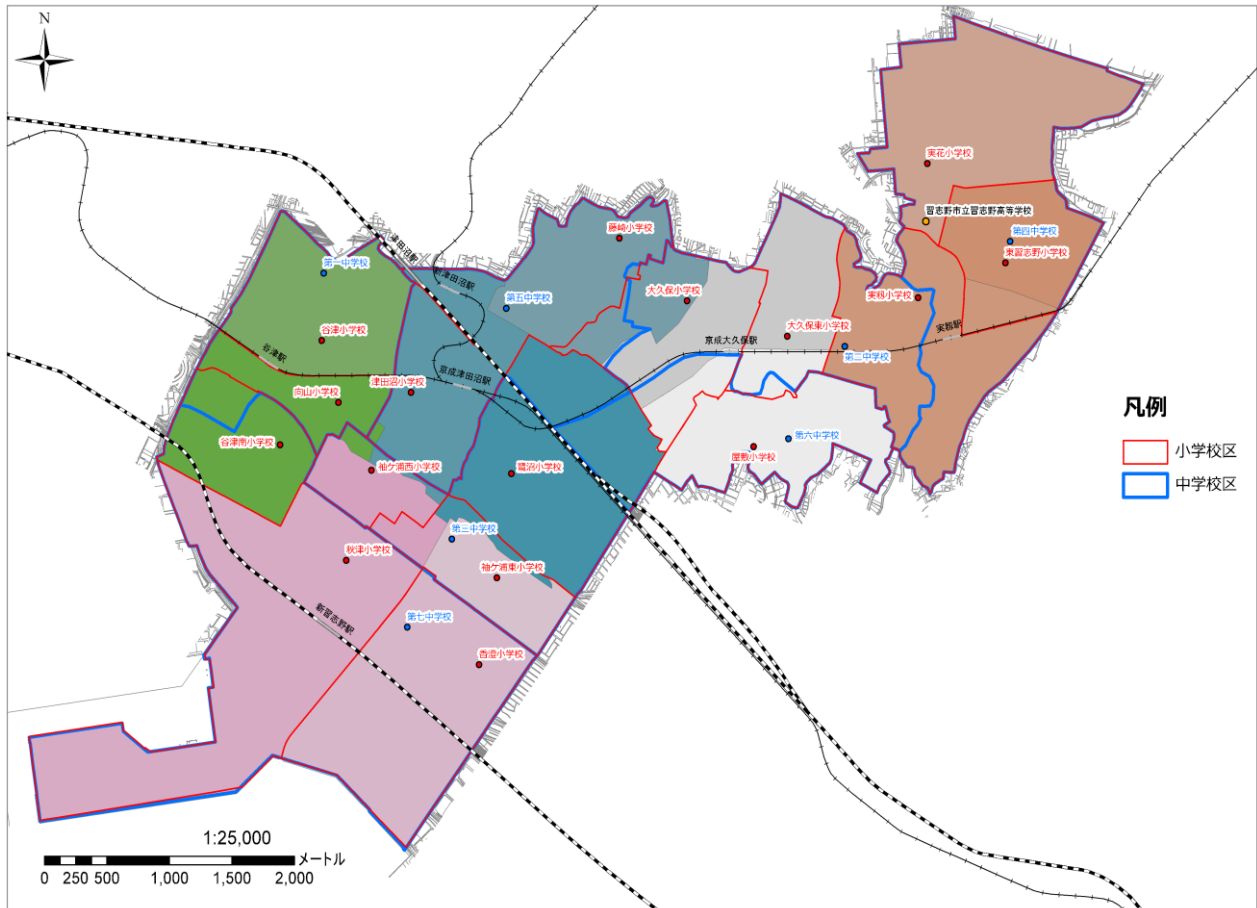 N
実花小学校
習志野市立習志野高等学校
第四中学校
東習志野小学校
藤崎小学校
津田沼駅
新津田沼駅
第一中学校
第五中学校
大久保小学校
実籾小学校
谷津小学校
大久保東小学校
実籾駅
京成大久保駅
第二中学校
谷津駅
京成津田沼駅
津田沼小学校
向山小学校
谷津南小学校
第六中学校
屋敷小学校
袖ケ浦西小学校
鷺沼小学校
第三中学校
秋津小学校
袖ケ浦東小学校
新習志野駅
第七中学校
香澄小学校
凡例
小学校区
中学校区
1:25,000
メートル
0 250 500 1,000 1,500 2,000